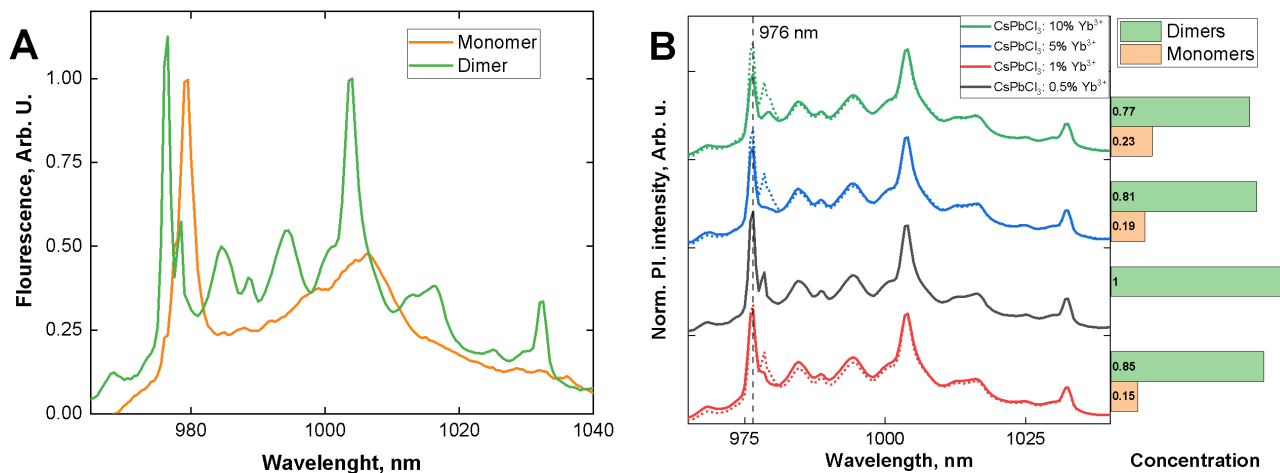 A
Monomer
Dimer
1.00
0.75
0.50
0.25
0.00
Flourescence, Arb. U.
980
1000
1020
1040
Wavelenght, nm
B
976 nm
CsPbCl₃: 10% Yb³⁺
CsPbCl₃: 5% Yb³⁺
CsPbCl₃: 1% Yb³⁺
CsPbCl₃: 0.5% Yb³⁺
Norm. Pl. intensity, Arb. u.
975
1000
1025
Wavelength, nm
Dimers
Monomers
0.77
0.23
0.81
0.19
1
0.85
0.15
Concentration